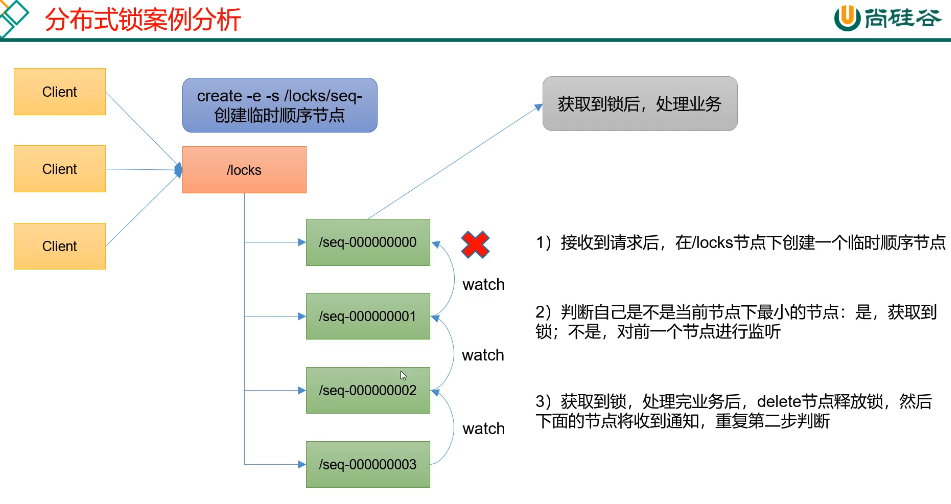 分布式锁案例分析
尚硅谷
Client
Client
Client
create -e -s /locks/seq-
创建临时顺序节点
/locks
获取到锁后，处理业务
/seq-000000000
/seq-000000001
/seq-000000002
/seq-000000003
watch
watch
watch
1）接收到请求后，在/locks节点下创建一个临时顺序节点
2）判断自己是不是当前节点下最小的节点：是，获取到
锁；不是，对前一个节点进行监听
3）获取到锁，处理完业务后，delete节点释放锁，然后
下面的节点将收到通知，重复第二步判断